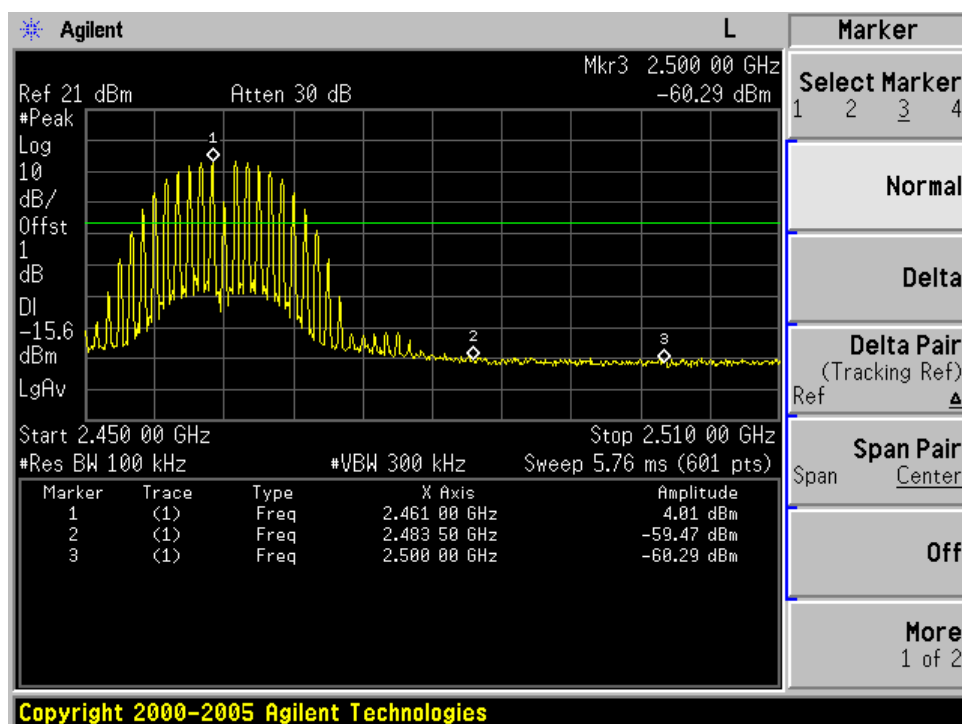 Agilent L Marker
Mkr3 2.500 00 GHz
Ref 21 dBm Atten 30 dB -60.29 dBm
#Peak
Log
10
dB/
Offst
1
dB
DI
-15.6
dBm
LgAv
1
2
3
Start 2.450 00 GHz Stop 2.510 00 GHz
#Res BW 100 kHz #VBW 300 kHz Sweep 5.76 ms (601 pts)
Marker Trace Type X Axis Amplitude
1 (1) Freq 2.461 00 GHz 4.01 dBm
2 (1) Freq 2.483 50 GHz -59.47 dBm
3 (1) Freq 2.500 00 GHz -60.29 dBm
Select Marker
1 2 3 4
Normal
Delta
Delta Pair
(Tracking Ref)
Ref Δ
Span Pair
Span Center
Off
More
1 of 2
Copyright 2000-2005 Agilent Technologies